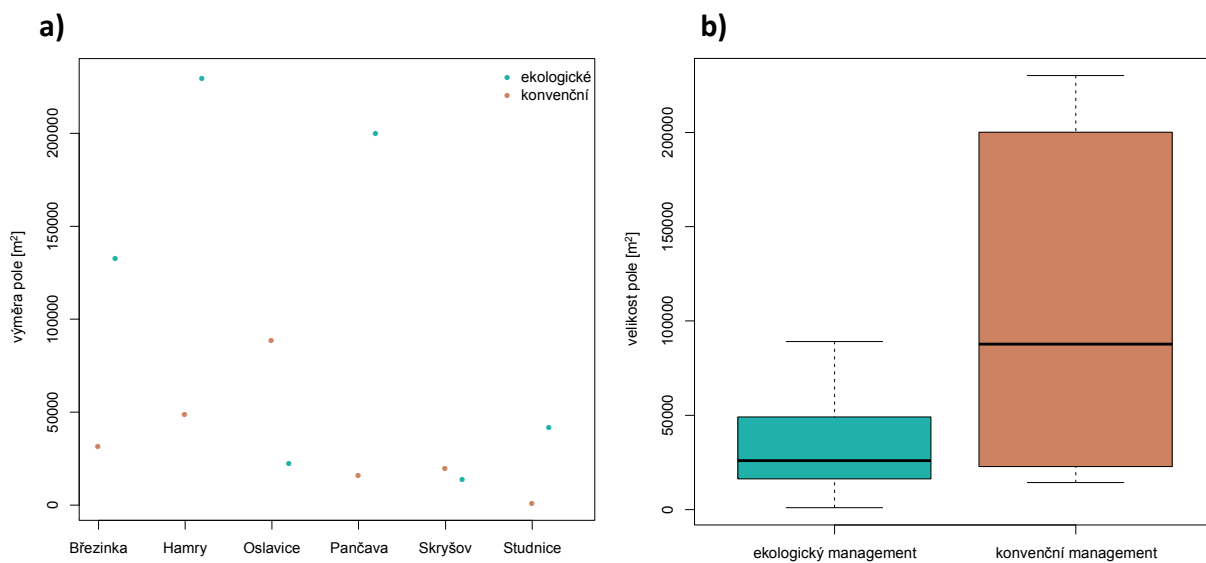 a)
ekologické
konvenční
výměra pole [m²]
0
50000
100000
150000
200000
Březinka
Hamry
Oslavice
Pančava
Skryšov
Studnice
b)
velikost pole [m²]
0
50000
100000
150000
200000
ekologický management
konvenční management